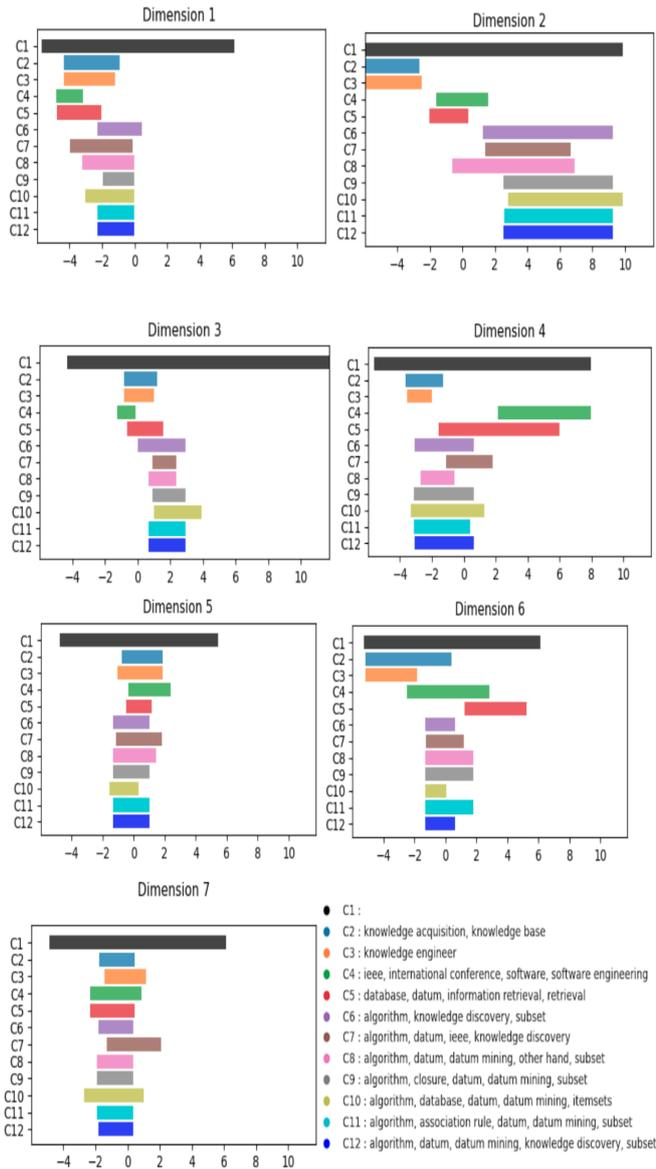 Dimension 1
C1
C2
C3
C4
C5
C6
C7
C8
C9
C10
C11
C12
−4 −2 0 2 4 6 8 10
Dimension 2
C1
C2
C3
C4
C5
C6
C7
C8
C9
C10
C11
C12
−4 −2 0 2 4 6 8 10
Dimension 3
C1
C2
C3
C4
C5
C6
C7
C8
C9
C10
C11
C12
−4 −2 0 2 4 6 8 10
Dimension 4
C1
C2
C3
C4
C5
C6
C7
C8
C9
C10
C11
C12
−4 −2 0 2 4 6 8 10
Dimension 5
C1
C2
C3
C4
C5
C6
C7
C8
C9
C10
C11
C12
−4 −2 0 2 4 6 8 10
Dimension 6
C1
C2
C3
C4
C5
C6
C7
C8
C9
C10
C11
C12
−4 −2 0 2 4 6 8 10
Dimension 7
C1
C2
C3
C4
C5
C6
C7
C8
C9
C10
C11
C12
−4 −2 0 2 4 6 8 10
C1 :
C2 : knowledge acquisition, knowledge base
C3 : knowledge engineer
C4 : ieee, international conference, software, software engineering
C5 : database, datum, information retrieval, retrieval
C6 : algorithm, knowledge discovery, subset
C7 : algorithm, datum, ieee, knowledge discovery
C8 : algorithm, datum, datum mining, other hand, subset
C9 : algorithm, closure, datum, datum mining, subset
C10 : algorithm, database, datum, datum mining, itemsets
C11 : algorithm, association rule, datum, datum mining, subset
C12 : algorithm, datum, datum mining, knowledge discovery, subset